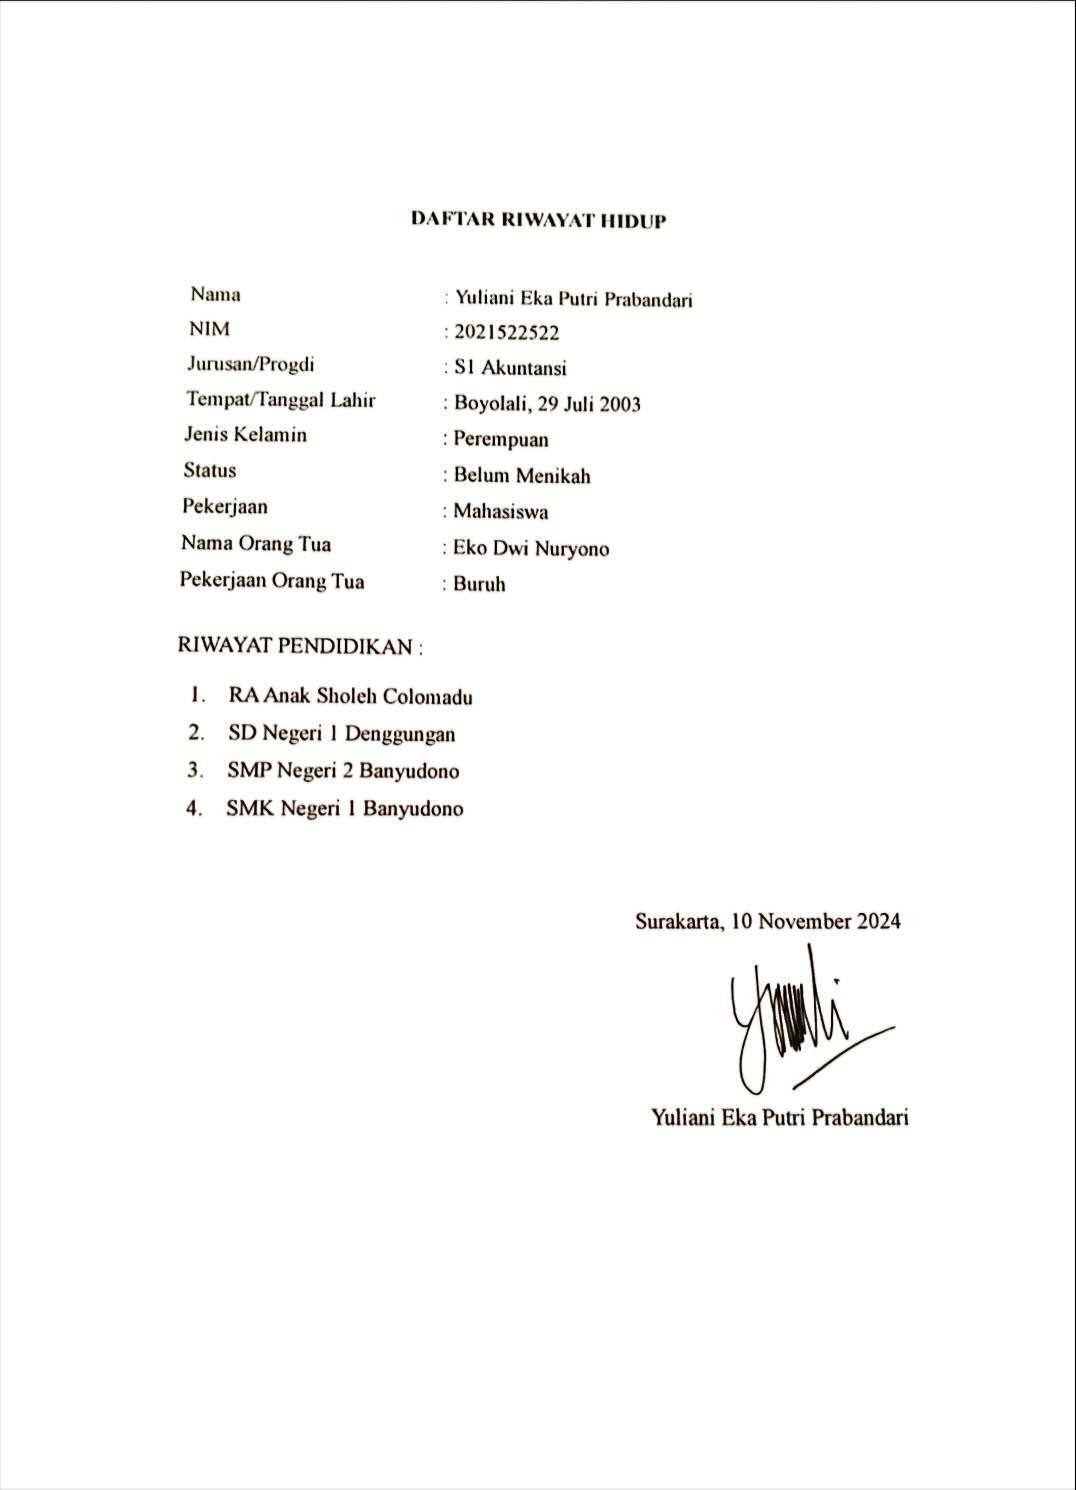 DAFTAR RIWAYAT HIDUP
Nama : Yuliani Eka Putri Prabandari
NIM : 2021522522
Jurusan/Progdi : S1 Akuntansi
Tempat/Tanggal Lahir : Boyolali, 29 Juli 2003
Jenis Kelamin : Perempuan
Status : Belum Menikah
Pekerjaan : Mahasiswa
Nama Orang Tua : Eko Dwi Nuryono
Pekerjaan Orang Tua : Buruh
RIWAYAT PENDIDIKAN :
1. RA Anak Sholeh Colomadu
2. SD Negeri 1 Denggungan
3. SMP Negeri 2 Banyudono
4. SMK Negeri 1 Banyudono
Surakarta, 10 November 2024
Yuliani Eka Putri Prabandari